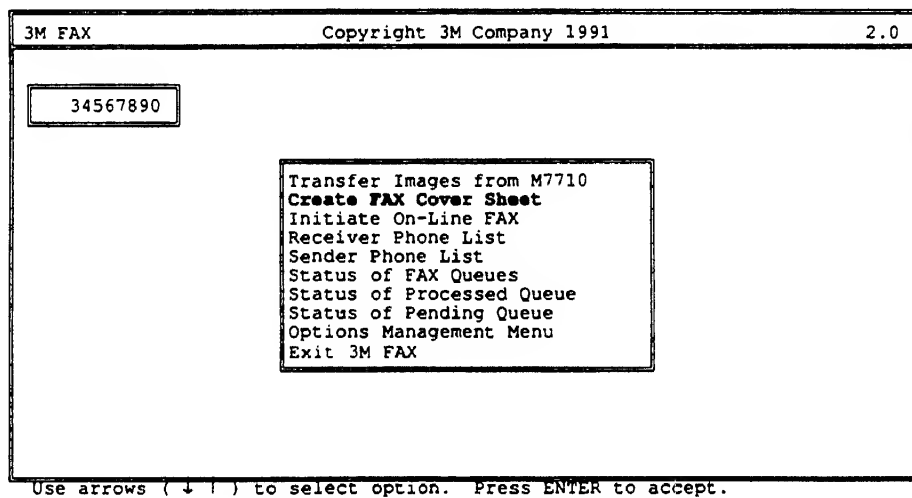 3M FAX Copyright 3M Company 1991 2.0
34567890
Transfer Images from M7710
Create FAX Cover Sheet
Initiate On-Line FAX
Receiver Phone List
Sender Phone List
Status of FAX Queues
Status of Processed Queue
Status of Pending Queue
Options Management Menu
Exit 3M FAX
Use arrows ( ↓ ↑ ) to select option. Press ENTER to accept.